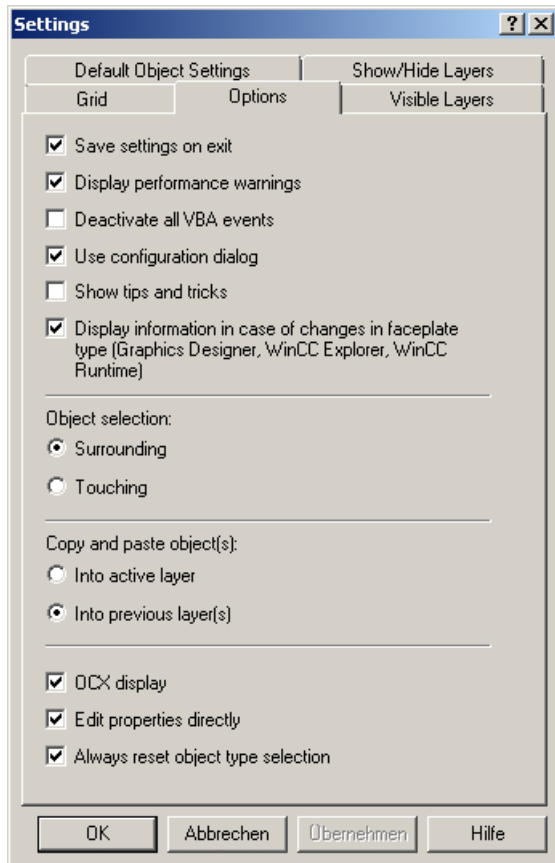 Settings
Default Object Settings
Show/Hide Layers
Grid
Options
Visible Layers
Save settings on exit
Display performance warnings
Deactivate all VBA events
Use configuration dialog
Show tips and tricks
Display information in case of changes in faceplate
type (Graphics Designer, WinCC Explorer, WinCC
Runtime)
Object selection:
Surrounding
Touching
Copy and paste object(s):
Into active layer
Into previous layer(s)
OCX display
Edit properties directly
Always reset object type selection
OK
Abbrechen
Übernehmen
Hilfe